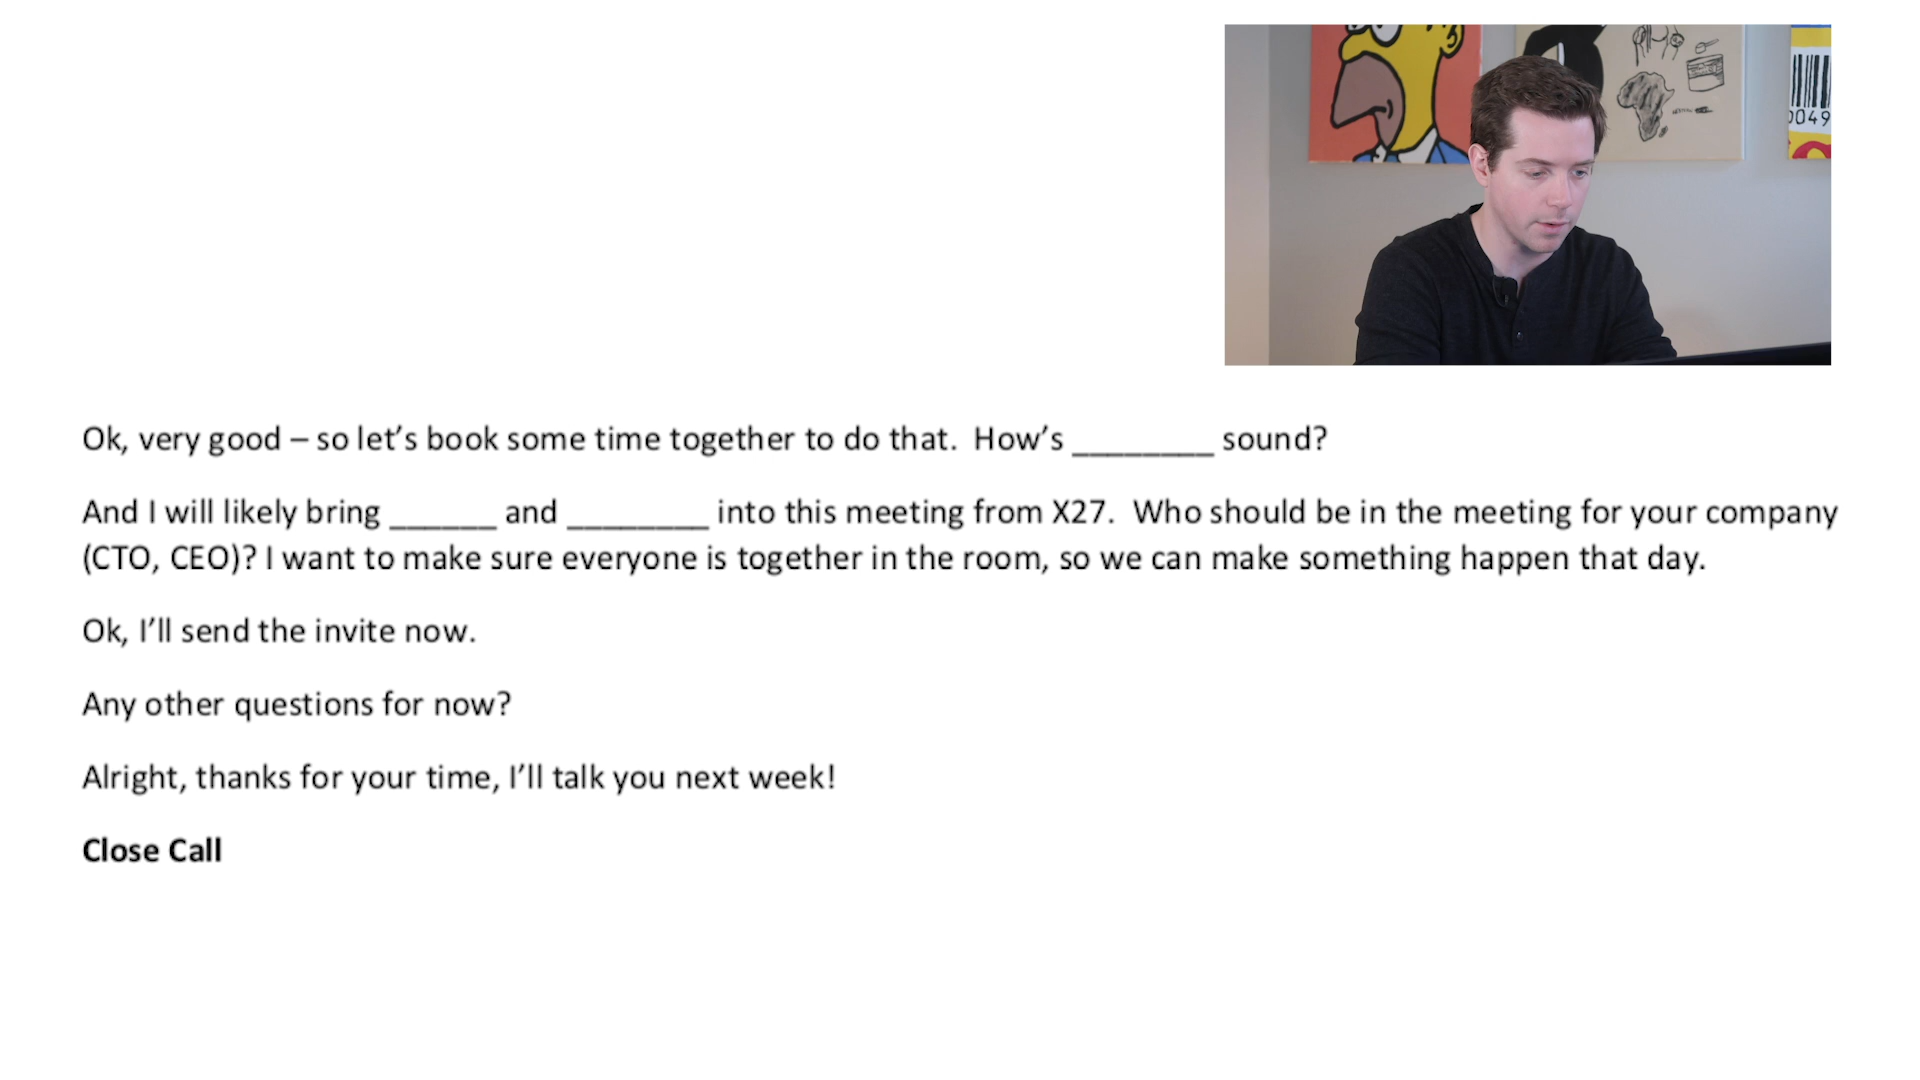 0049
Ok, very good – so let’s book some time together to do that.  How’s ________ sound?
And I will likely bring ______ and ________ into this meeting from X27.  Who should be in the meeting for your company
(CTO, CEO)? I want to make sure everyone is together in the room, so we can make something happen that day.
Ok, I’ll send the invite now.
Any other questions for now?
Alright, thanks for your time, I’ll talk you next week!
Close Call